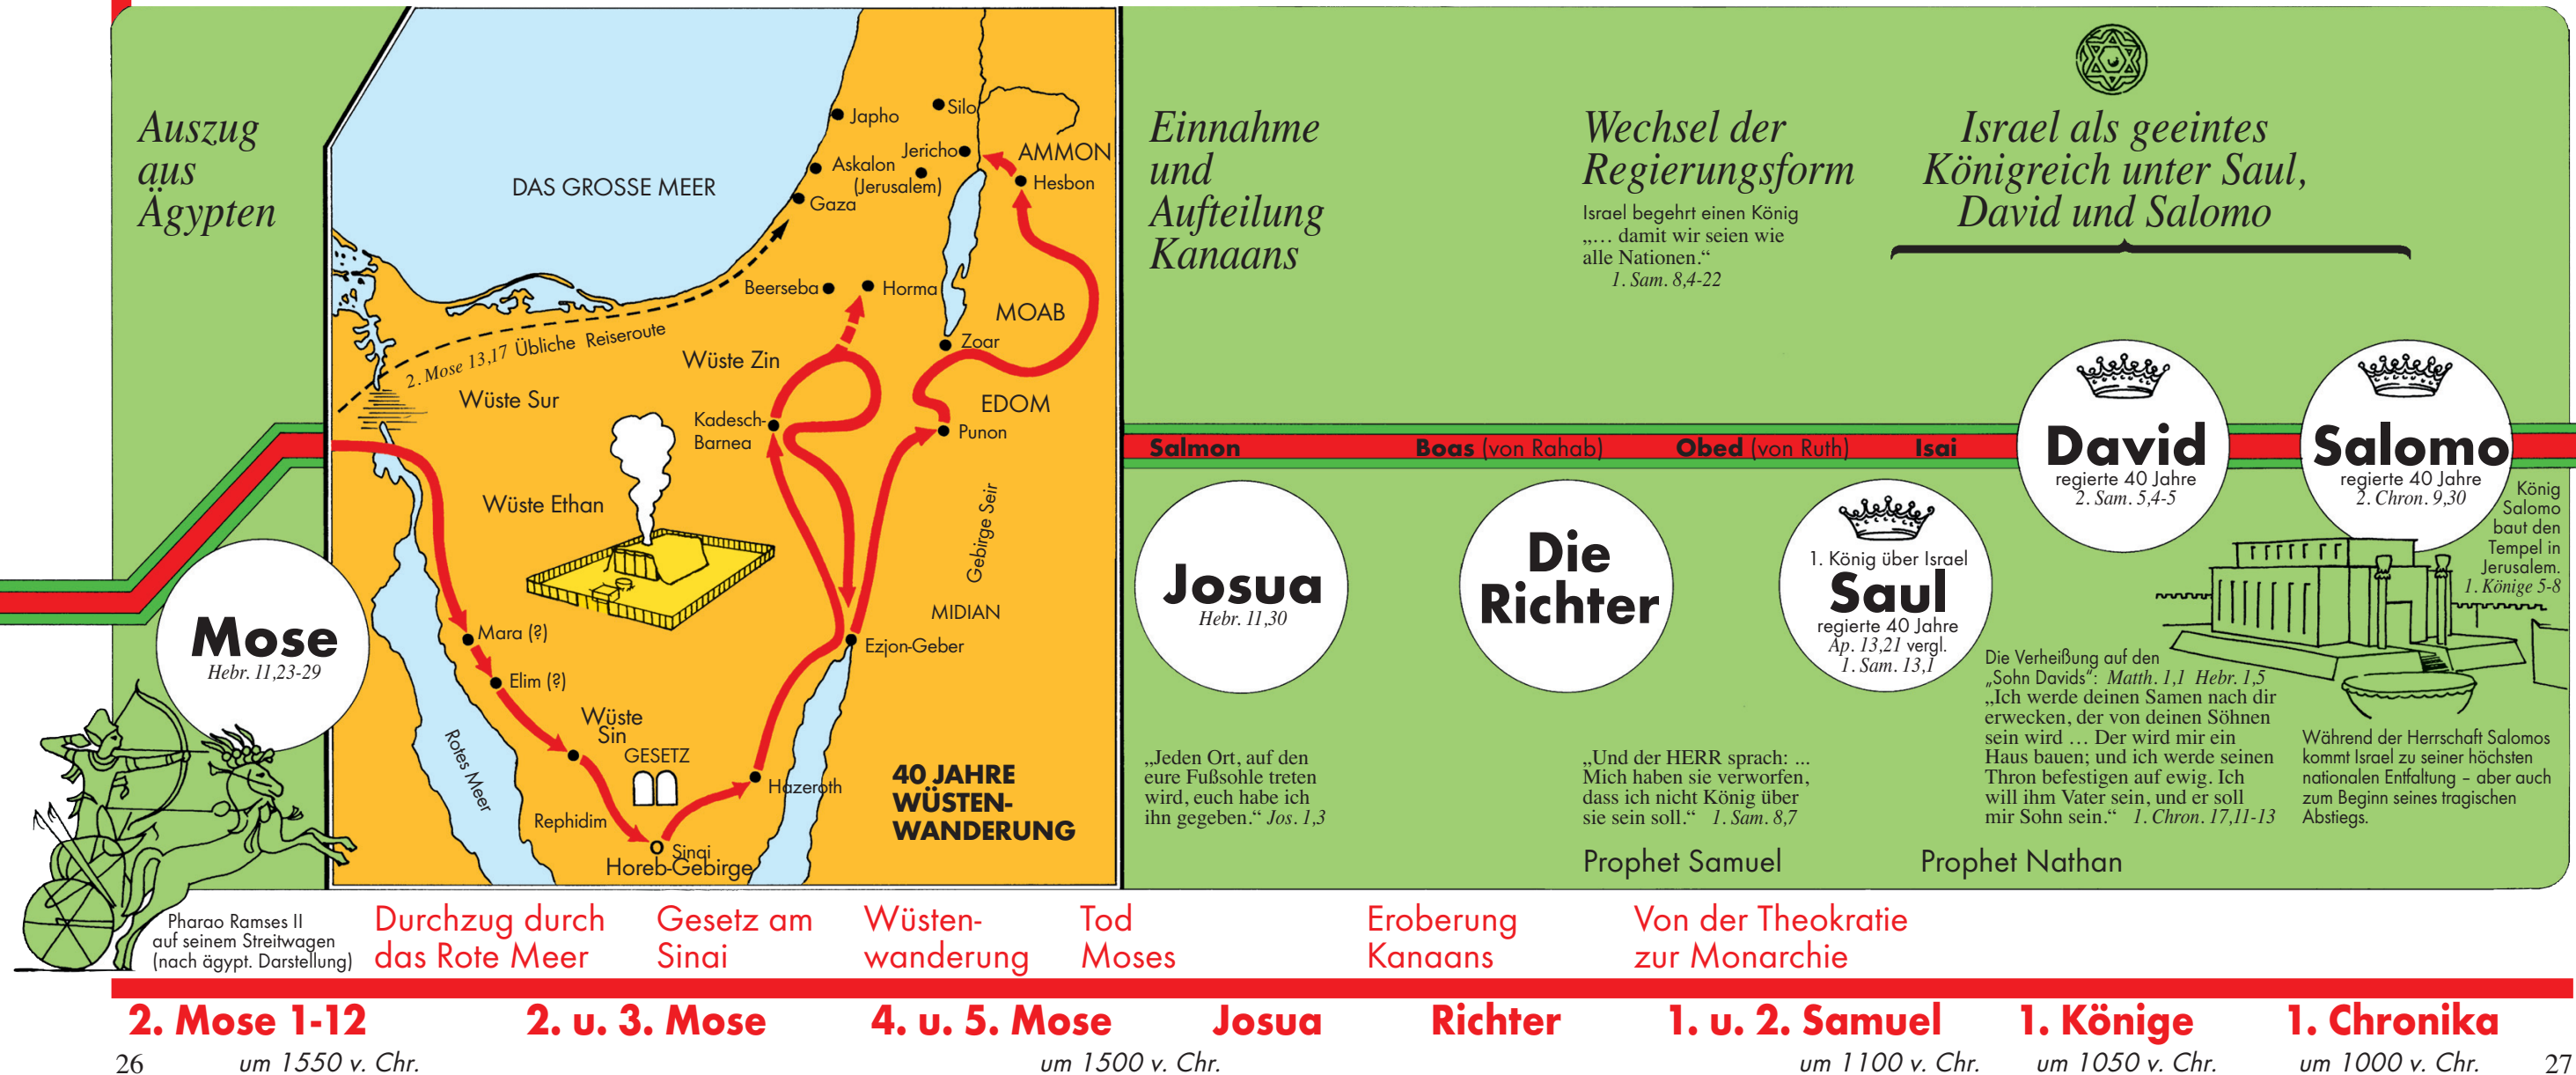 Auszug
aus
Ägypten
Mose
Hebr. 11,23-29
Pharao Ramses II
auf seinem Streitwagen
(nach ägypt. Darstellung)
DAS GROSSE MEER
Japho
Silo
Jericho
AMMON
Askalon
(Jerusalem)
Hesbon
Gaza
Beerseba
Horma
MOAB
2. Mose 13,17 Übliche Reiseroute
Zoar
Wüste Zin
Wüste Sur
EDOM
Kadesch-
Barnea
Punon
Wüste Ethan
Gebirge Seir
MIDIAN
Mara (?)
Ezjon-Geber
Elim (?)
Wüste
Sin
GESETZ
Rotes Meer
Hazeroth
Rephidim
Sinai
Horeb-Gebirge
40 JAHRE
WÜSTEN-
WANDERUNG
Einnahme
und
Aufteilung
Kanaans
Wechsel der
Regierungsform
Israel begehrt einen König
„… damit wir seien wie
alle Nationen.“
1. Sam. 8,4-22
Israel als geeintes
Königreich unter Saul,
David und Salomo
Salmon
Boas (von Rahab)
Obed (von Ruth)
Isai
David
regierte 40 Jahre
2. Sam. 5,4-5
Salomo
regierte 40 Jahre
2. Chron. 9,30
König
Salomo
baut den
Tempel in
Jerusalem.
1. Könige 5-8
Josua
Hebr. 11,30
Die
Richter
1. König über Israel
Saul
regierte 40 Jahre
Ap. 13,21 vergl.
1. Sam. 13,1
„Jeden Ort, auf den
eure Fußsohle treten
wird, euch habe ich
ihn gegeben.“ Jos. 1,3
„Und der HERR sprach: ...
Mich haben sie verworfen,
dass ich nicht König über
sie sein soll.“ 1. Sam. 8,7
Prophet Samuel
Die Verheißung auf den
„Sohn Davids“: Matth. 1,1 Hebr. 1,5
„Ich werde deinen Samen nach dir
erwecken, der von deinen Söhnen
sein wird … Der wird mir ein
Haus bauen; und ich werde seinen
Thron befestigen auf ewig. Ich
will ihm Vater sein, und er soll
mir Sohn sein.“ 1. Chron. 17,11-13
Prophet Nathan
Während der Herrschaft Salomos
kommt Israel zu seiner höchsten
nationalen Entfaltung – aber auch
zum Beginn seines tragischen
Abstiegs.
Durchzug durch
das Rote Meer
Gesetz am
Sinai
Wüsten-
wanderung
Tod
Moses
Eroberung
Kanaans
Von der Theokratie
zur Monarchie
2. Mose 1-12
2. u. 3. Mose
4. u. 5. Mose
Josua
Richter
1. u. 2. Samuel
1. Könige
1. Chronika
26
um 1550 v. Chr.
um 1500 v. Chr.
um 1100 v. Chr.
um 1050 v. Chr.
um 1000 v. Chr.
27